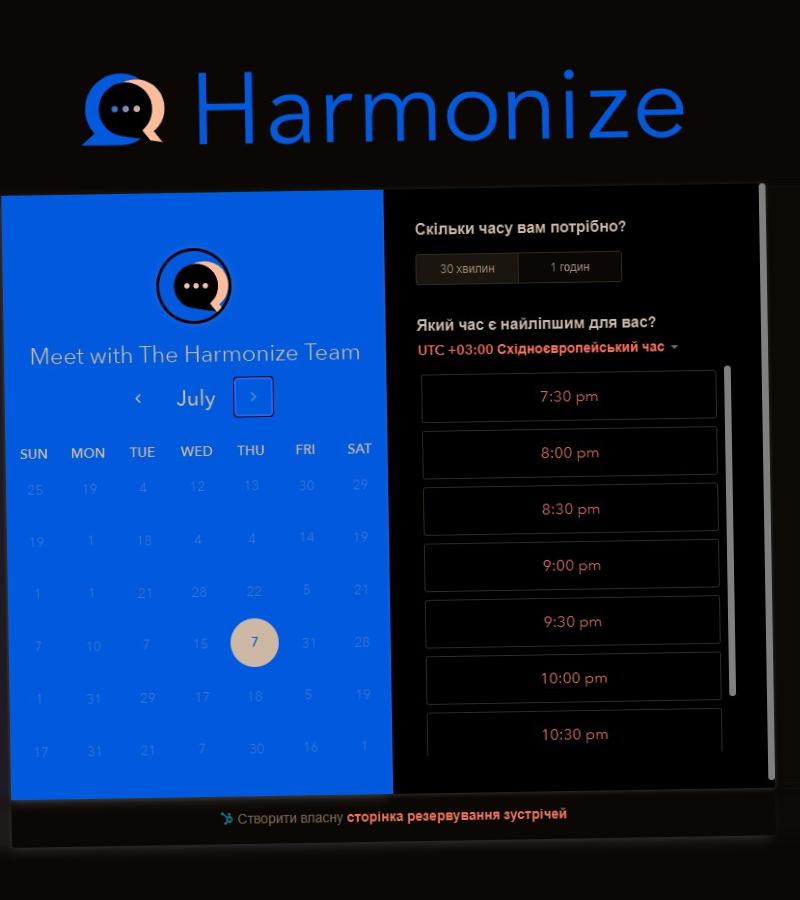 Harmonize
Meet with The Harmonize Team
July
SUN MON TUE WED THU FRI SAT
25 19 4 12 13 30 29
19 1 18 4 4 14 19
1 1 21 28 22 5 21
7 10 7 15 7 31 28
1 31 29 17 18 5 19
17 31 21 7 30 16 1
Скільки часу вам потрібно?
30 хвилин 1 годин
Який час є найліпшим для вас?
UTC +03:00 Східноєвропейський час
7:30 pm
8:00 pm
8:30 pm
9:00 pm
9:30 pm
10:00 pm
10:30 pm
Створити власну сторінка резервування зустрічей